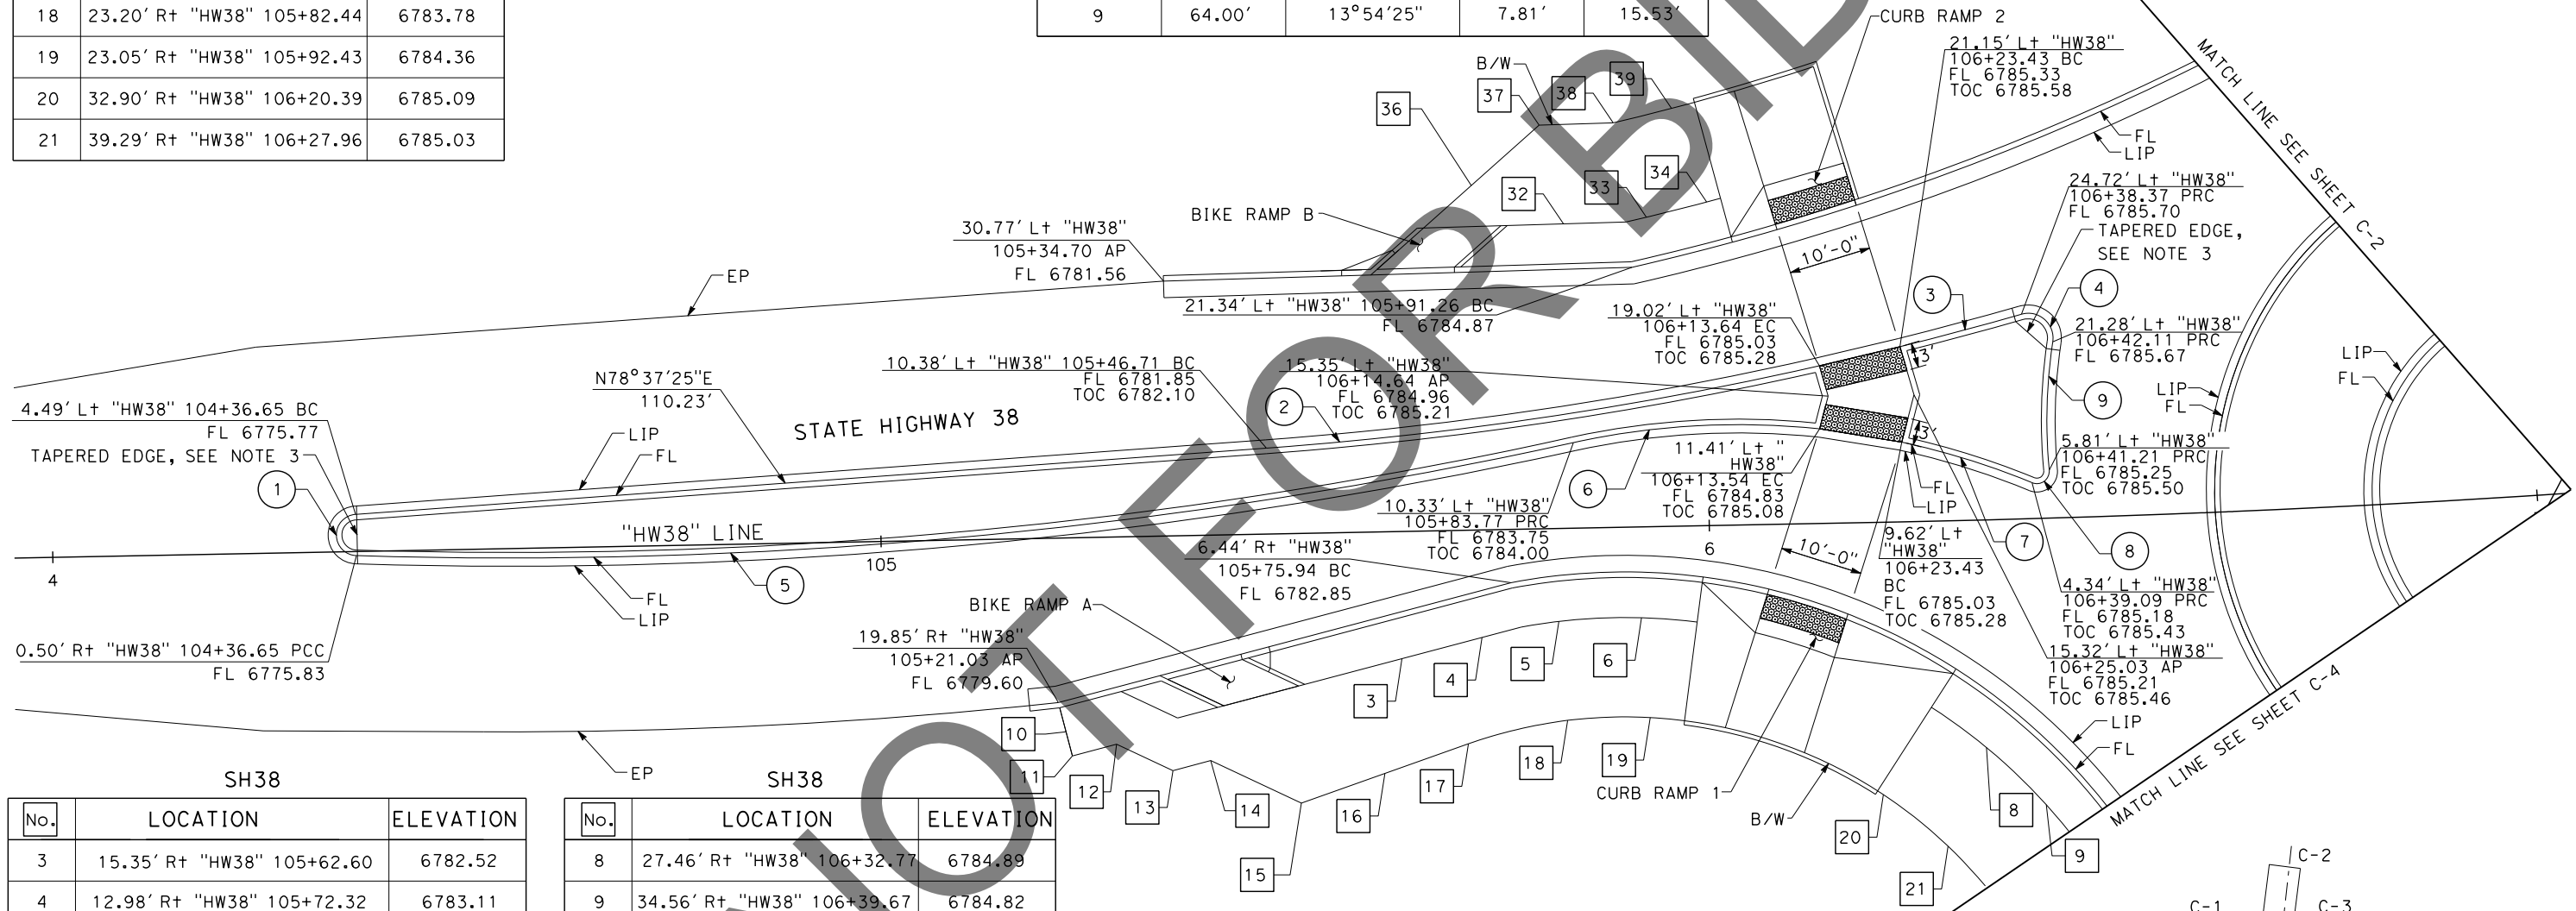 18 23.20' Rt "HW38" 105+82.44 6783.78
19 23.05' Rt "HW38" 105+92.43 6784.36
20 32.90' Rt "HW38" 106+20.39 6785.09
21 39.29' Rt "HW38" 106+27.96 6785.03
9 64.00' 13°54'25" 7.81' 15.53'
NOT FOR BID
CURB RAMP 2
21.15' Lt "HW38"
106+23.43 BC
FL 6785.33
TOC 6785.58
MATCH LINE SEE SHEET C-2
B/W
37
38
39
36
FL
LIP
32
33
34
24.72' Lt "HW38"
106+38.37 PRC
FL 6785.70
TAPERED EDGE,
SEE NOTE 3
BIKE RAMP B
30.77' Lt "HW38"
105+34.70 AP
FL 6781.56
EP
10'-0"
3
4
21.34' Lt "HW38" 105+91.26 BC
FL 6784.87
19.02' Lt "HW38"
106+13.64 EC
FL 6785.03
TOC 6785.28
21.28' Lt "HW38"
106+42.11 PRC
FL 6785.67
10.38' Lt "HW38" 105+46.71 BC
FL 6781.85
TOC 6782.10
15.35' Lt "HW38"
106+14.64 AP
FL 6784.96
TOC 6785.21
3'
LIP
FL
N78°37'25"E
110.23'
4.49' Lt "HW38" 104+36.65 BC
FL 6775.77
TAPERED EDGE, SEE NOTE 3
STATE HIGHWAY 38
2
LIP
FL
9
LIP
FL
1
3'
5.81' Lt "HW38"
106+41.21 PRC
FL 6785.25
TOC 6785.50
11.41' Lt "
HW38"
106+13.54 EC
FL 6784.83
TOC 6785.08
6
FL
LIP
10.33' Lt "HW38"
105+83.77 PRC
FL 6783.75
TOC 6784.00
"HW38" LINE
4
105
6
7
8
10'-0"
9.62' Lt
"HW38"
106+23.43
BC
FL 6785.03
TOC 6785.28
6.44' Rt "HW38"
105+75.94 BC
FL 6782.85
5
FL
LIP
4.34' Lt "HW38"
106+39.09 PRC
FL 6785.18
TOC 6785.43
BIKE RAMP A
19.85' Rt "HW38"
105+21.03 AP
FL 6779.60
0.50' Rt "HW38" 104+36.65 PCC
FL 6775.83
15.32' Lt "HW38"
106+25.03 AP
FL 6785.21
TOC 6785.46
3
4
5
6
MATCH LINE SEE SHEET C-4
LIP
FL
EP
10
11
12
13
14
15
16
17
18
19
CURB RAMP 1
B/W
20
8
9
21
SH38
No. LOCATION ELEVATION
3 15.35' Rt "HW38" 105+62.60 6782.52
4 12.98' Rt "HW38" 105+72.32 6783.11
SH38
No. LOCATION ELEVATION
8 27.46' Rt "HW38" 106+32.77 6784.89
9 34.56' Rt "HW38" 106+39.67 6784.82
C-2
C-1
C-3